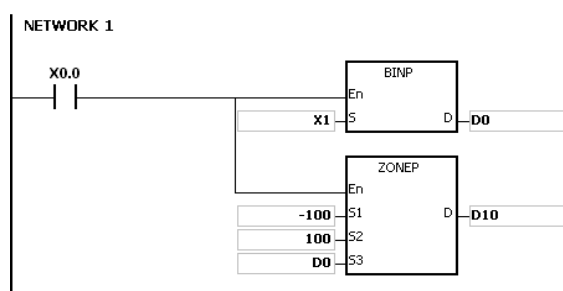 NETWORK 1
X0.0
BINP
En
X1 S D D0
ZONEP
En
-100 S1 D D10
100 S2
D0 S3